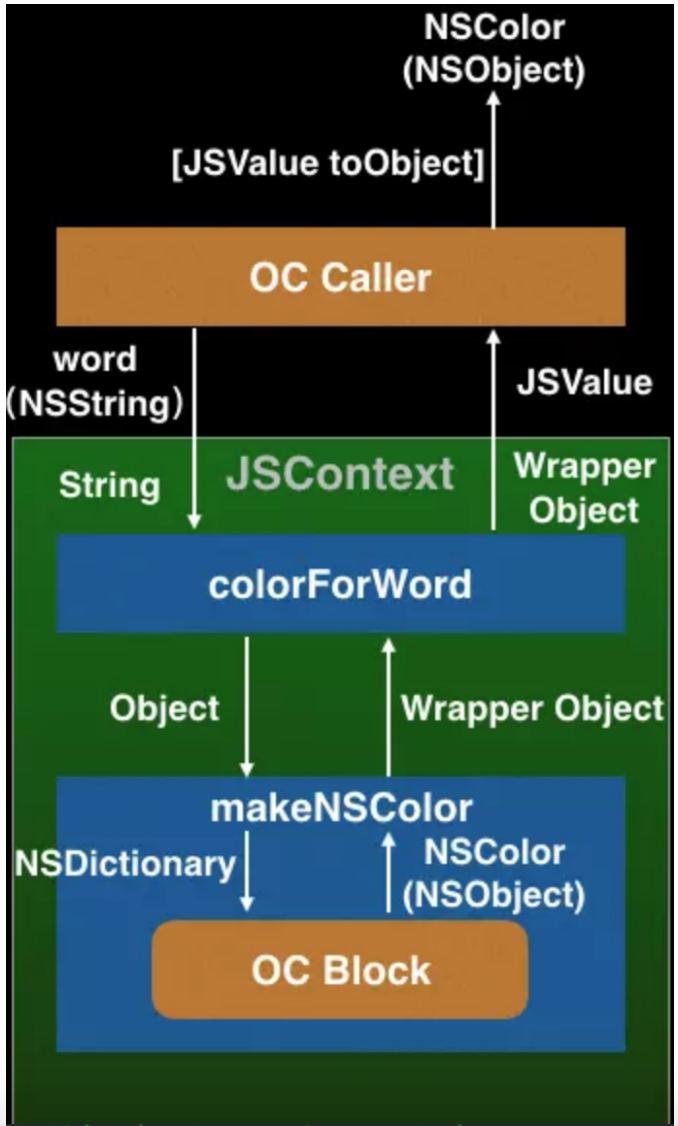 NSColor
(NSObject)
[JSValue toObject]
OC Caller
word
(NSString)
JSValue
String
JSContext
Wrapper
Object
colorForWord
Object
Wrapper Object
makeNSColor
NSDictionary
NSColor
(NSObject)
OC Block